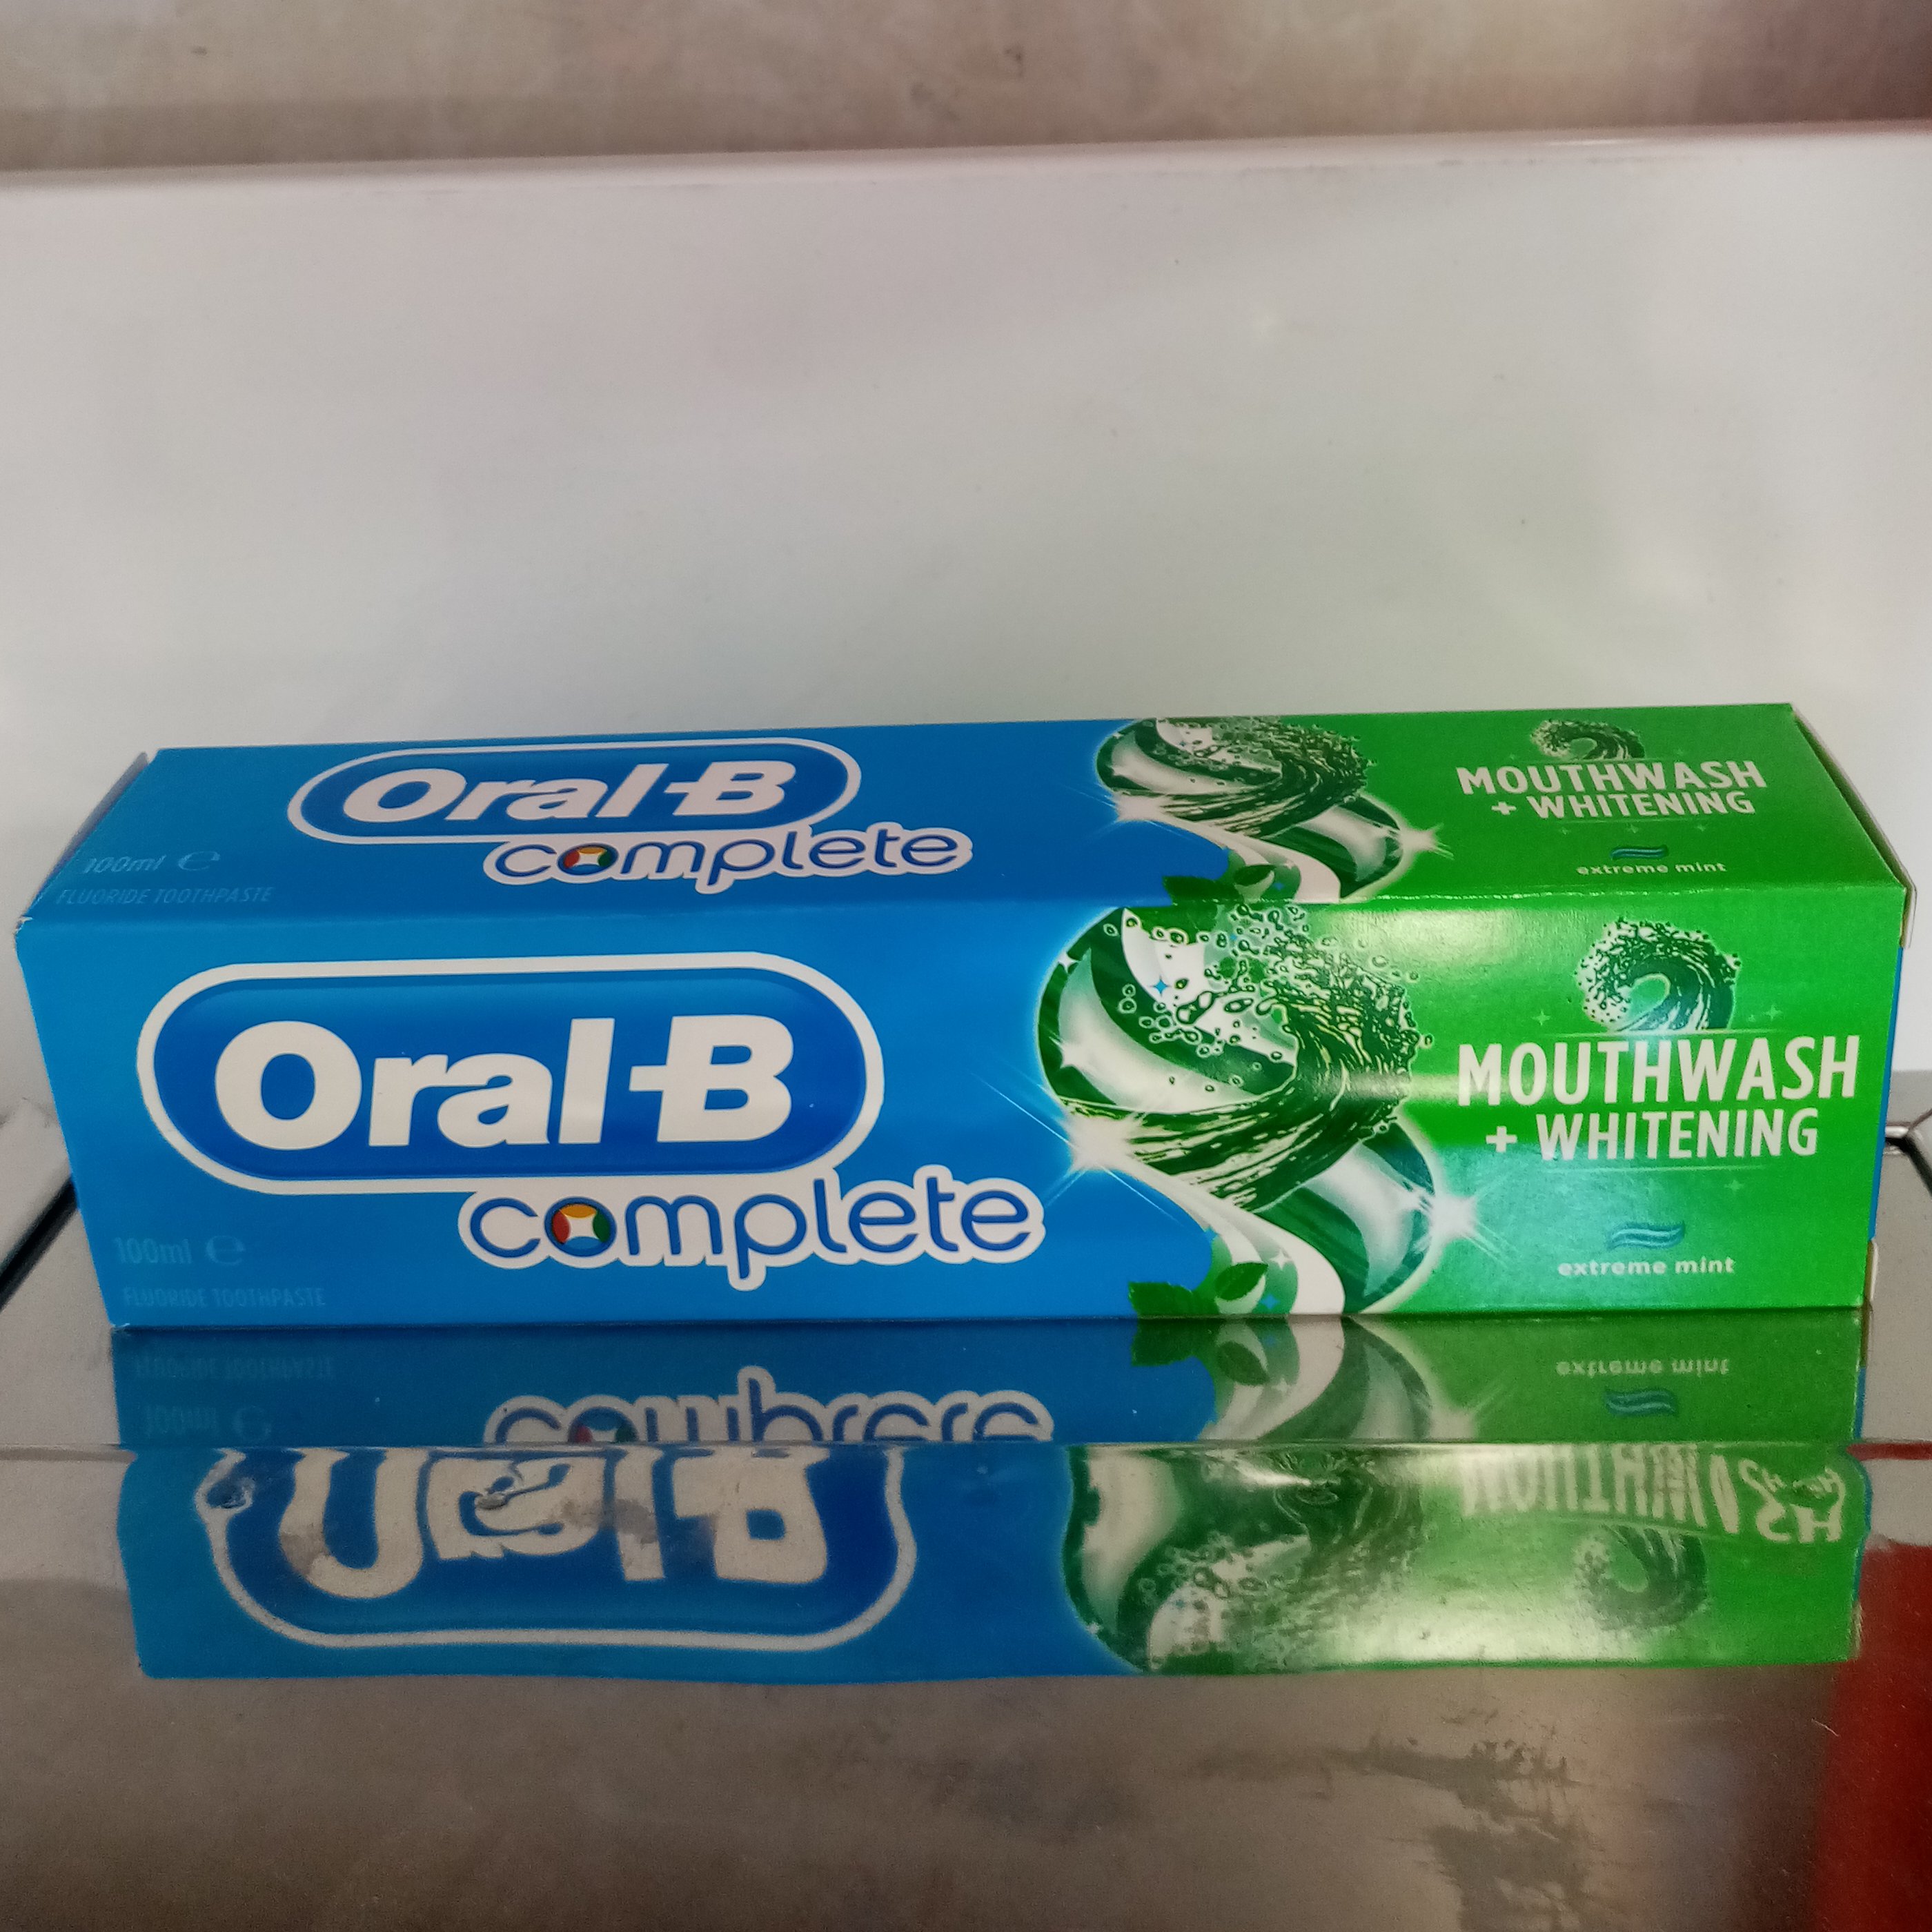 Oral-B
complete
100ml e
FLUORIDE TOOTHPASTE
MOUTHWASH
+ WHITENING
extreme mint
Oral-B
complete
100ml e
FLUORIDE TOOTHPASTE
MOUTHWASH
+ WHITENING
extreme mint